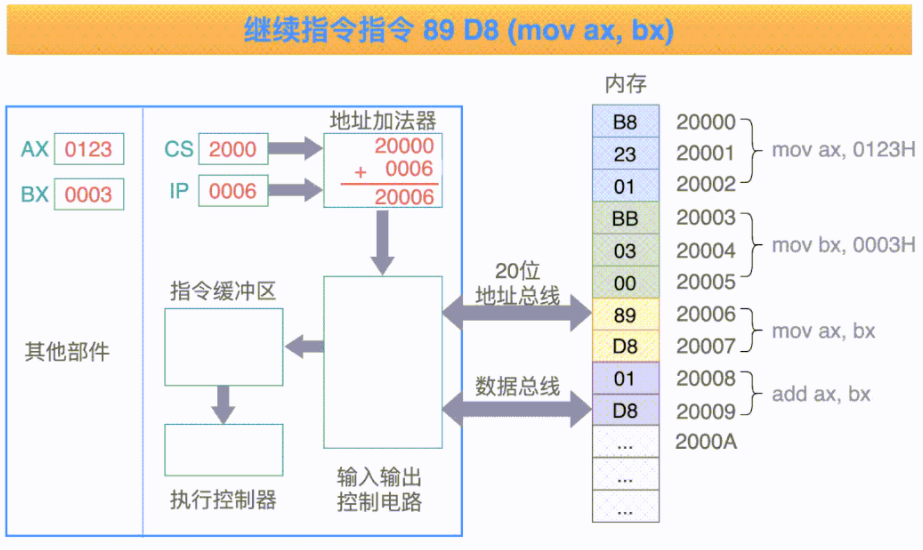 继续指令指令 89 D8 (mov ax, bx)
内存
AX 0123
BX 0003
其他部件
CS 2000
IP 0006
地址加法器
20000
+ 0006
20006
指令缓冲区
执行控制器
输入输出
控制电路
20位
地址总线
数据总线
B8 20000
23 20001
01 20002
mov ax, 0123H
BB 20003
03 20004
00 20005
mov bx, 0003H
89 20006
D8 20007
mov ax, bx
01 20008
D8 20009
add ax, bx
... 2000A
...
...